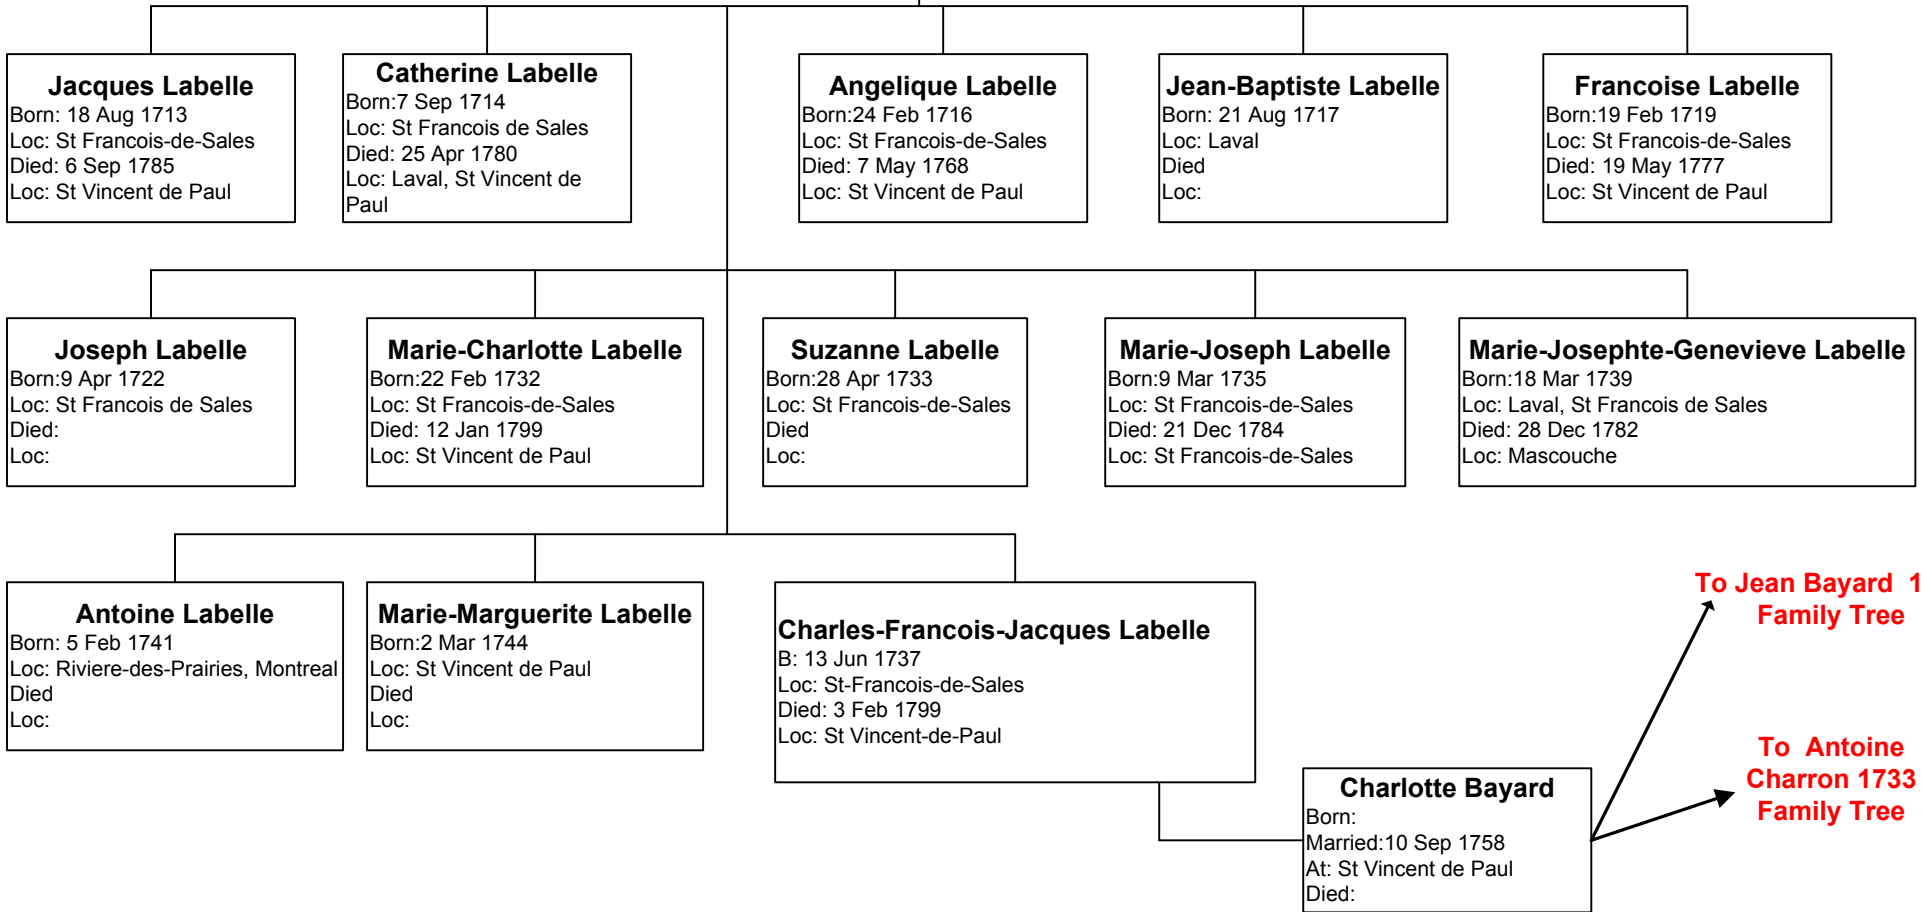 Jacques Labelle
Born: 18 Aug 1713
Loc: St Francois-de-Sales
Died: 6 Sep 1785
Loc: St Vincent de Paul
Catherine Labelle
Born:7 Sep 1714
Loc: St Francois de Sales
Died: 25 Apr 1780
Loc: Laval, St Vincent de
Paul
Angelique Labelle
Born:24 Feb 1716
Loc: St Francois-de-Sales
Died: 7 May 1768
Loc: St Vincent de Paul
Jean-Baptiste Labelle
Born: 21 Aug 1717
Loc: Laval
Died
Loc:
Francoise Labelle
Born:19 Feb 1719
Loc: St Francois-de-Sales
Died: 19 May 1777
Loc: St Vincent de Paul
Joseph Labelle
Born:9 Apr 1722
Loc: St Francois de Sales
Died:
Loc:
Marie-Charlotte Labelle
Born:22 Feb 1732
Loc: St Francois-de-Sales
Died: 12 Jan 1799
Loc: St Vincent de Paul
Suzanne Labelle
Born:28 Apr 1733
Loc: St Francois-de-Sales
Died
Loc:
Marie-Joseph Labelle
Born:9 Mar 1735
Loc: St Francois-de-Sales
Died: 21 Dec 1784
Loc: St Francois-de-Sales
Marie-Josephte-Genevieve Labelle
Born:18 Mar 1739
Loc: Laval, St Francois de Sales
Died: 28 Dec 1782
Loc: Mascouche
Antoine Labelle
Born: 5 Feb 1741
Loc: Riviere-des-Prairies, Montreal
Died
Loc:
Marie-Marguerite Labelle
Born:2 Mar 1744
Loc: St Vincent de Paul
Died
Loc:
Charles-Francois-Jacques Labelle
B: 13 Jun 1737
Loc: St-Francois-de-Sales
Died: 3 Feb 1799
Loc: St Vincent-de-Paul
Charlotte Bayard
Born:
Married:10 Sep 1758
At: St Vincent de Paul
Died:
To Jean Bayard 1
Family Tree
To Antoine
Charron 1733
Family Tree